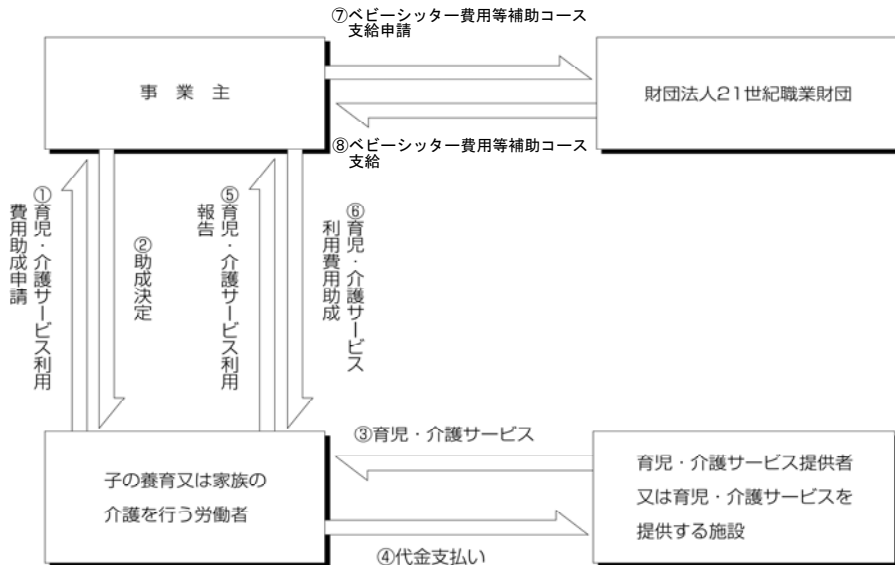 ⑦ベビーシッター費用等補助コース
支給申請
事業主
財団法人21世紀職業財団
⑧ベビーシッター費用等補助コース
支給
①育児・介護サービス利用
費用助成申請
②助成決定
⑤育児・介護サービス利用
報告
⑥育児・介護サービス
利用費用助成
③育児・介護サービス
子の養育又は家族の
介護を行う労働者
育児・介護サービス提供者
又は育児・介護サービスを
提供する施設
④代金支払い